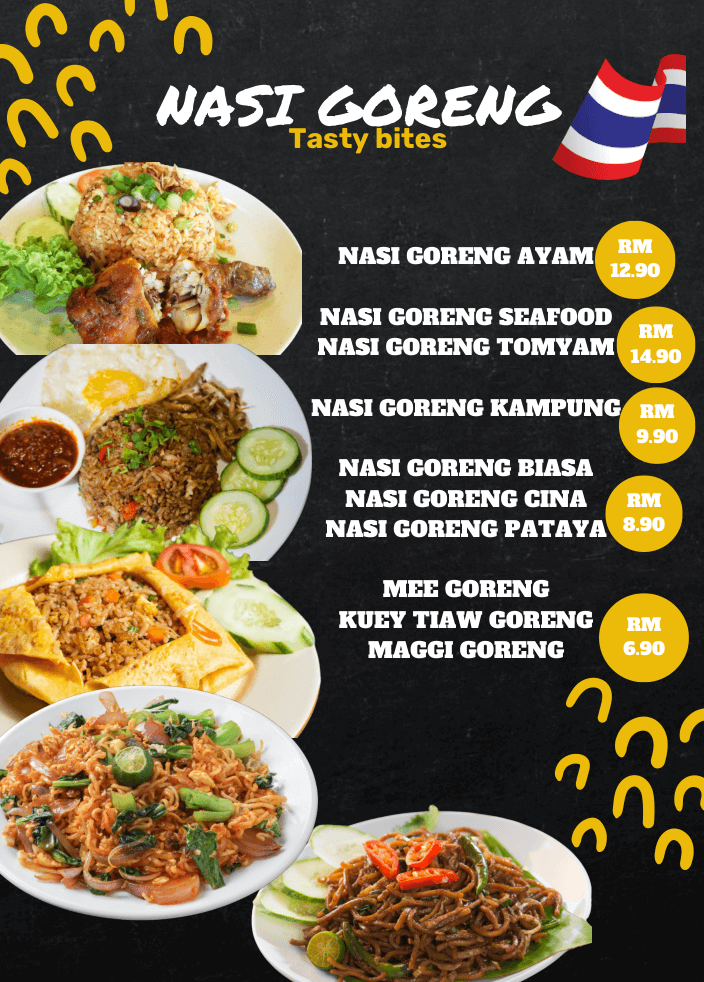 NASI GORENG
Tasty bites
NASI GORENG AYAM
RM
12.90
NASI GORENG SEAFOOD
NASI GORENG TOMYAM
RM
14.90
NASI GORENG KAMPUNG
RM
9.90
NASI GORENG BIASA
NASI GORENG CINA
NASI GORENG PATAYA
RM
8.90
MEE GORENG
KUEY TIAW GORENG
MAGGI GORENG
RM
6.90